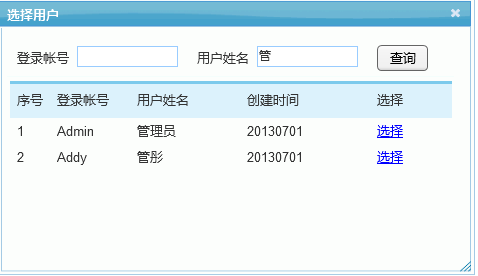 选择用户
登录帐号 用户姓名 管 查询
序号 登录帐号 用户姓名 创建时间 选择
1 Admin 管理员 20130701 选择
2 Addy 管彤 20130701 选择